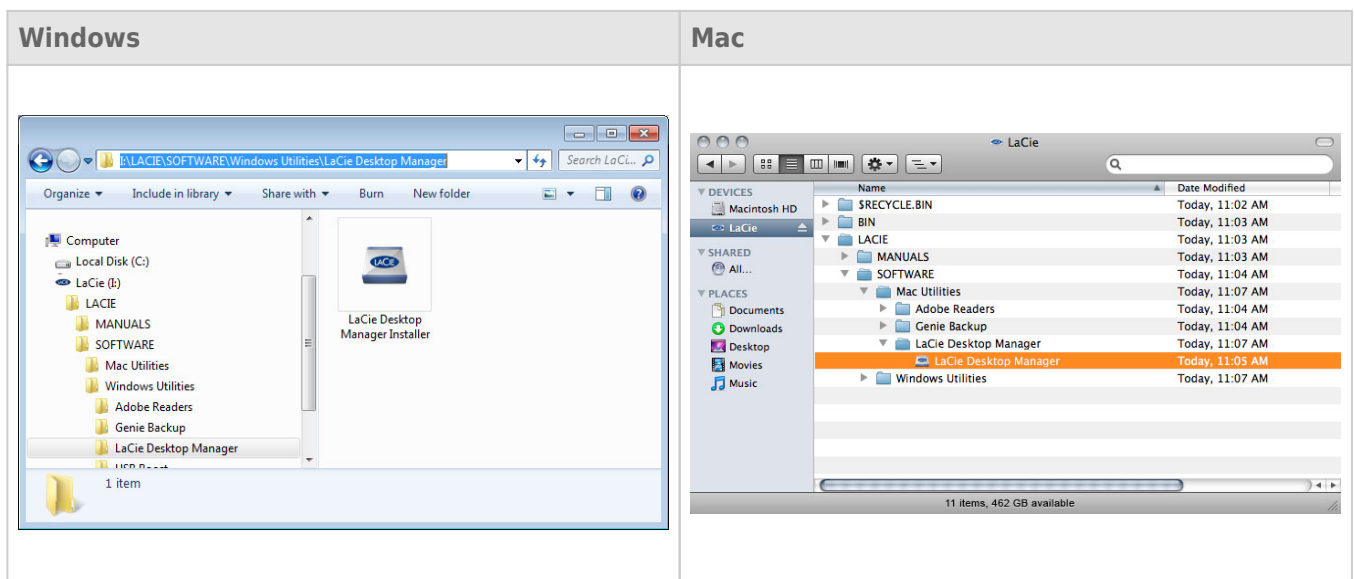 Windows
Mac
I:\LACIE\SOFTWARE\Windows Utilities\LaCie Desktop Manager
Search LaCi...
Organize
Include in library
Share with
Burn
New folder
Computer
Local Disk (C:)
LaCie (I:)
LACIE
MANUALS
SOFTWARE
Mac Utilities
Windows Utilities
Adobe Readers
Genie Backup
LaCie Desktop Manager
USB Boost
LACIE
LaCie Desktop
Manager Installer
1 item
LaCie
DEVICES
Macintosh HD
LaCie
SHARED
All...
PLACES
Documents
Downloads
Desktop
Movies
Music
Name Date Modified
$RECYCLE.BIN Today, 11:02 AM
BIN Today, 11:03 AM
LACIE Today, 11:03 AM
MANUALS Today, 11:03 AM
SOFTWARE Today, 11:04 AM
Mac Utilities Today, 11:07 AM
Adobe Readers Today, 11:04 AM
Genie Backup Today, 11:04 AM
LaCie Desktop Manager Today, 11:07 AM
LaCie Desktop Manager Today, 11:05 AM
Windows Utilities Today, 11:07 AM
11 items, 462 GB available